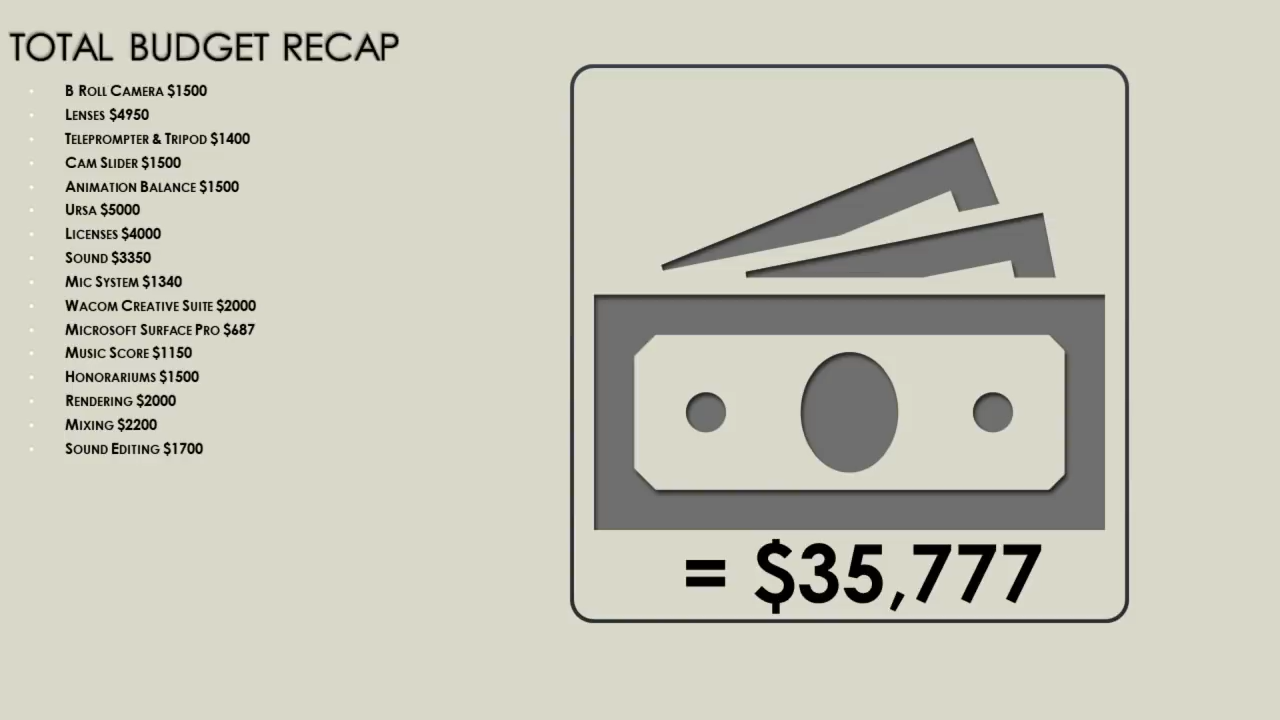 TOTAL BUDGET RECAP
B Roll Camera $1500
Lenses $4950
Teleprompter & Tripod $1400
Cam Slider $1500
Animation Balance $1500
Ursa $5000
Licenses $4000
Sound $3350
Mic System $1340
Wacom Creative Suite $2000
Microsoft Surface Pro $687
Music Score $1150
Honorariums $1500
Rendering $2000
Mixing $2200
Sound Editing $1700
= $35,777